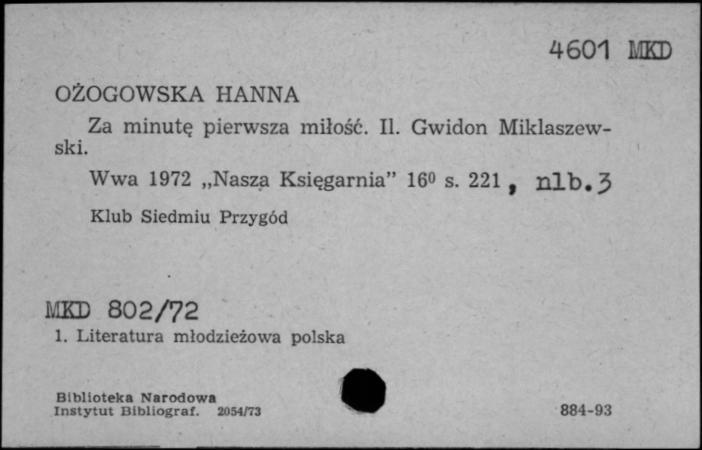 4601 MKD
OŻOGOWSKA HANNA
Za minutę pierwsza miłość. Il. Gwidon Miklaszew-
ski.
Wwa 1972 „Nasza Księgarnia” 16⁰ s. 221, nlb.3
Klub Siedmiu Przygód
MKD 802/72
1. Literatura młodzieżowa polska
Biblioteka Narodowa
Instytut Bibliograf. 2054/73
884-93